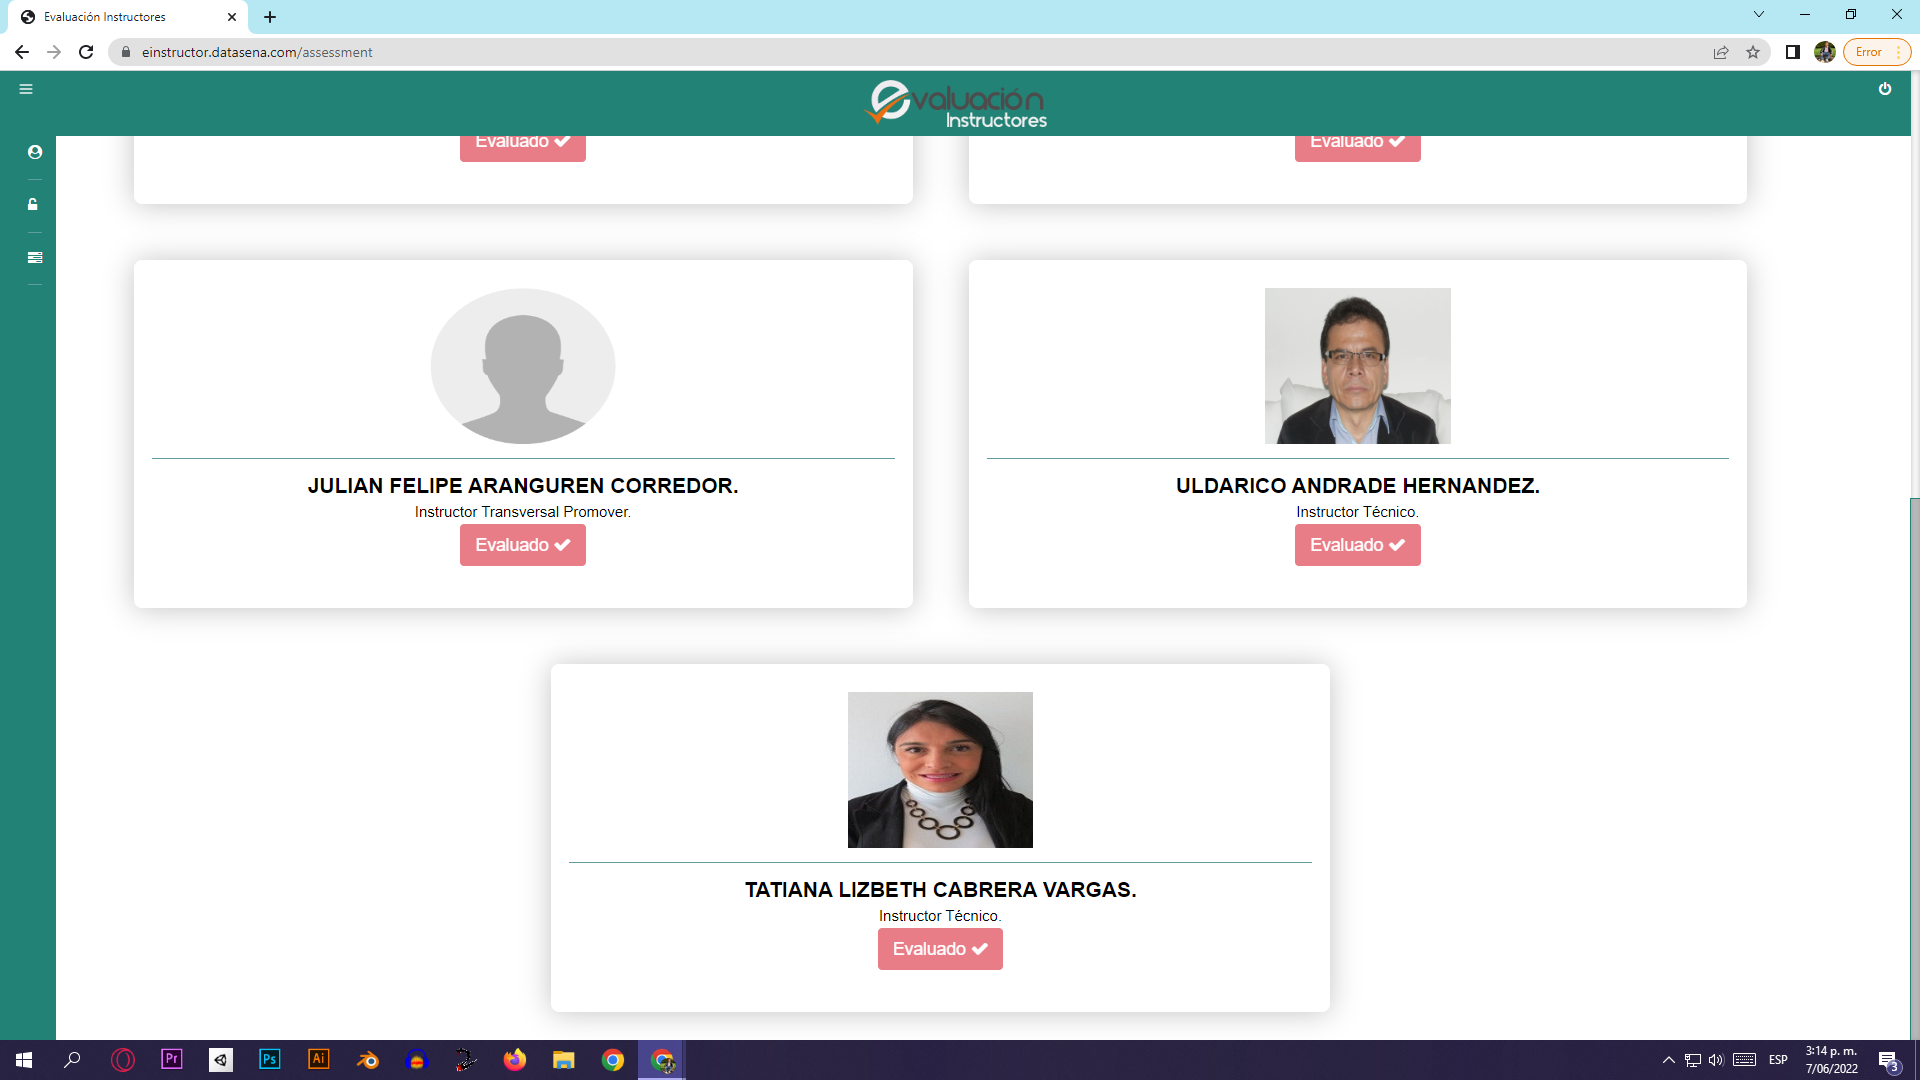 Evaluación Instructores
einstructor.datasena.com/assessment
Error
evaluación
Instructores
Evaluado
Evaluado
JULIAN FELIPE ARANGUREN CORREDOR.
Instructor Transversal Promover.
Evaluado
ULDARICO ANDRADE HERNANDEZ.
Instructor Técnico.
Evaluado
TATIANA LIZBETH CABRERA VARGAS.
Instructor Técnico.
Evaluado
Pr
Ps
Ai
ESP
3:14 p. m.
7/06/2022
3